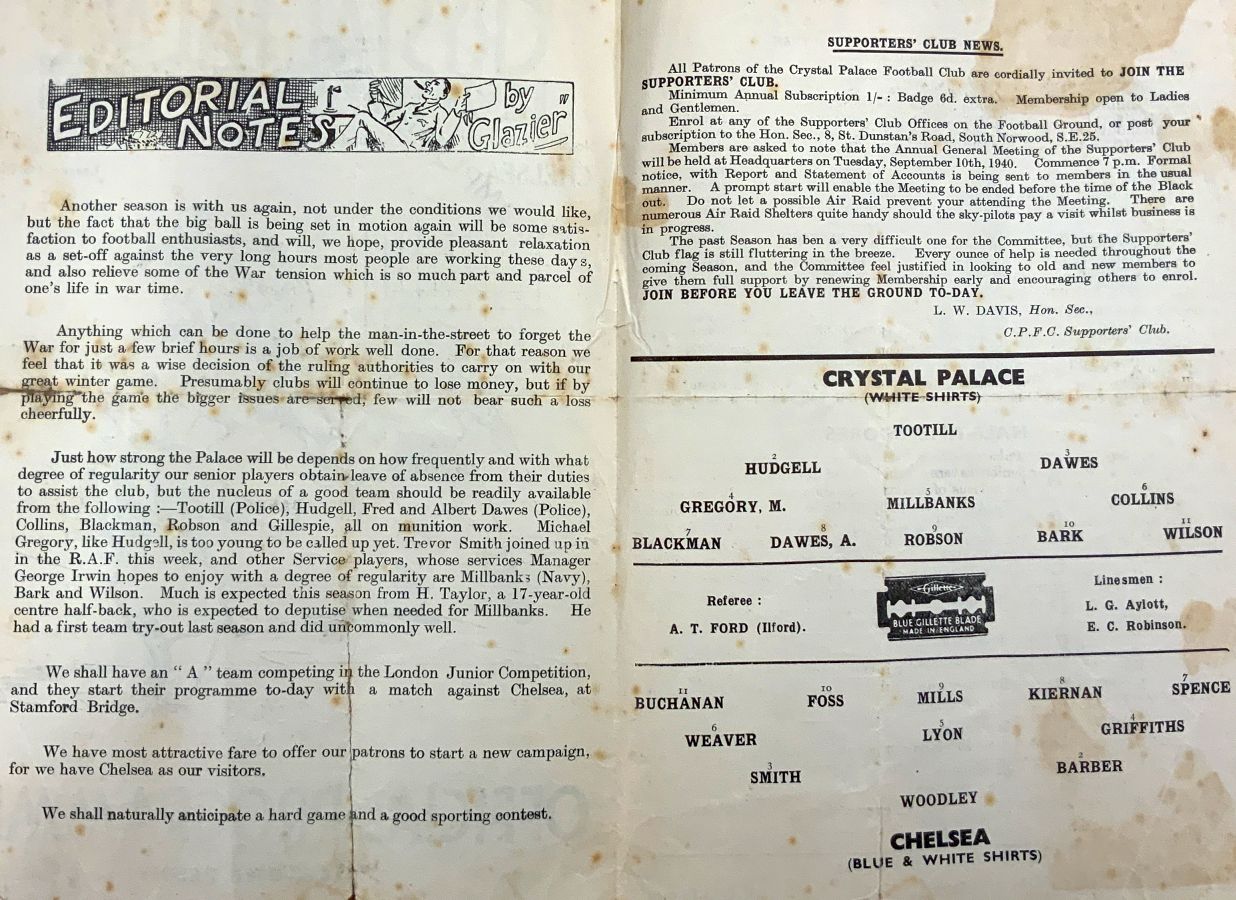 EDITORIAL NOTES by "Glazier"
Another season is with us again, not under the conditions we would like,
but the fact that the big ball is being set in motion again will be some satis-
faction to football enthusiasts, and will, we hope, provide pleasant relaxation
as a set-off against the very long hours most people are working these days,
and also relieve some of the War tension which is so much part and parcel of
one's life in war time.
Anything which can be done to help the man-in-the-street to forget the
War for just a few brief hours is a job of work well done. For that reason we
feel that it was a wise decision of the ruling authorities to carry on with our
great winter game. Presumably clubs will continue to lose money, but if by
playing the game the bigger issues are served, few will not bear such a loss
cheerfully.
Just how strong the Palace will be depends on how frequently and with what
degree of regularity our senior players obtain leave of absence from their duties
to assist the club, but the nucleus of a good team should be readily available
from the following :—Tootill (Police), Hudgell, Fred and Albert Dawes (Police),
Collins, Blackman, Robson and Gillespie, all on munition work. Michael
Gregory, like Hudgell, is too young to be called up yet. Trevor Smith joined up in
in the R.A.F. this week, and other Service players, whose services Manager
George Irwin hopes to enjoy with a degree of regularity are Millbanks (Navy),
Bark and Wilson. Much is expected this season from H. Taylor, a 17-year-old
centre half-back, who is expected to deputise when needed for Millbanks. He
had a first team try-out last season and did uncommonly well.
We shall have an "A" team competing in the London Junior Competition,
and they start their programme to-day with a match against Chelsea, at
Stamford Bridge.
We have most attractive fare to offer our patrons to start a new campaign,
for we have Chelsea as our visitors.
We shall naturally anticipate a hard game and a good sporting contest.
SUPPORTERS' CLUB NEWS.
All Patrons of the Crystal Palace Football Club are cordially invited to JOIN THE
SUPPORTERS' CLUB.
Minimum Annual Subscription 1/- : Badge 6d. extra. Membership open to Ladies
and Gentlemen.
Enrol at any of the Supporters' Club Offices on the Football Ground, or post your
subscription to the Hon. Sec., 8, St. Dunstan's Road, South Norwood, S.E.25.
Members are asked to note that the Annual General Meeting of the Supporters' Club
will be held at Headquarters on Tuesday, September 10th, 1940. Commence 7 p.m. Formal
notice, with Report and Statement of Accounts is being sent to members in the usual
manner. A prompt start will enable the Meeting to be ended before the time of the Black
out. Do not let a possible Air Raid prevent your attending the Meeting. There are
numerous Air Raid Shelters quite handy should the sky-pilots pay a visit whilst business is
in progress.
The past Season has ben a very difficult one for the Committee, but the Supporters'
Club flag is still fluttering in the breeze. Every ounce of help is needed throughout the
coming Season, and the Committee feel justified in looking to old and new members to
give them full support by renewing Membership early and encouraging others to enrol.
JOIN BEFORE YOU LEAVE THE GROUND TO-DAY.
L. W. DAVIS, Hon. Sec.,
C.P.F.C. Supporters' Club.
CRYSTAL PALACE
(WHITE SHIRTS)
TOOTILL
2 3
HUDGELL DAWES
4 5 6
GREGORY, M. MILLBANKS COLLINS
7 8 9 10 11
BLACKMAN DAWES, A. ROBSON BARK WILSON
Referee :
A. T. FORD (Ilford).
Gillette
BLUE GILLETTE BLADE
MADE IN ENGLAND
Linesmen :
L. G. Aylott,
E. C. Robinson.
11 10 9 8 7
BUCHANAN FOSS MILLS KIERNAN SPENCE
6 5 4
WEAVER LYON GRIFFITHS
3 2
SMITH BARBER
WOODLEY
CHELSEA
(BLUE & WHITE SHIRTS)